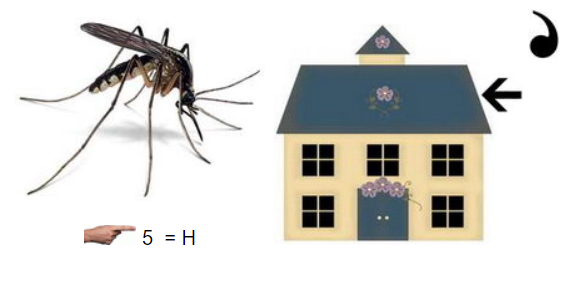 ,
5 = H